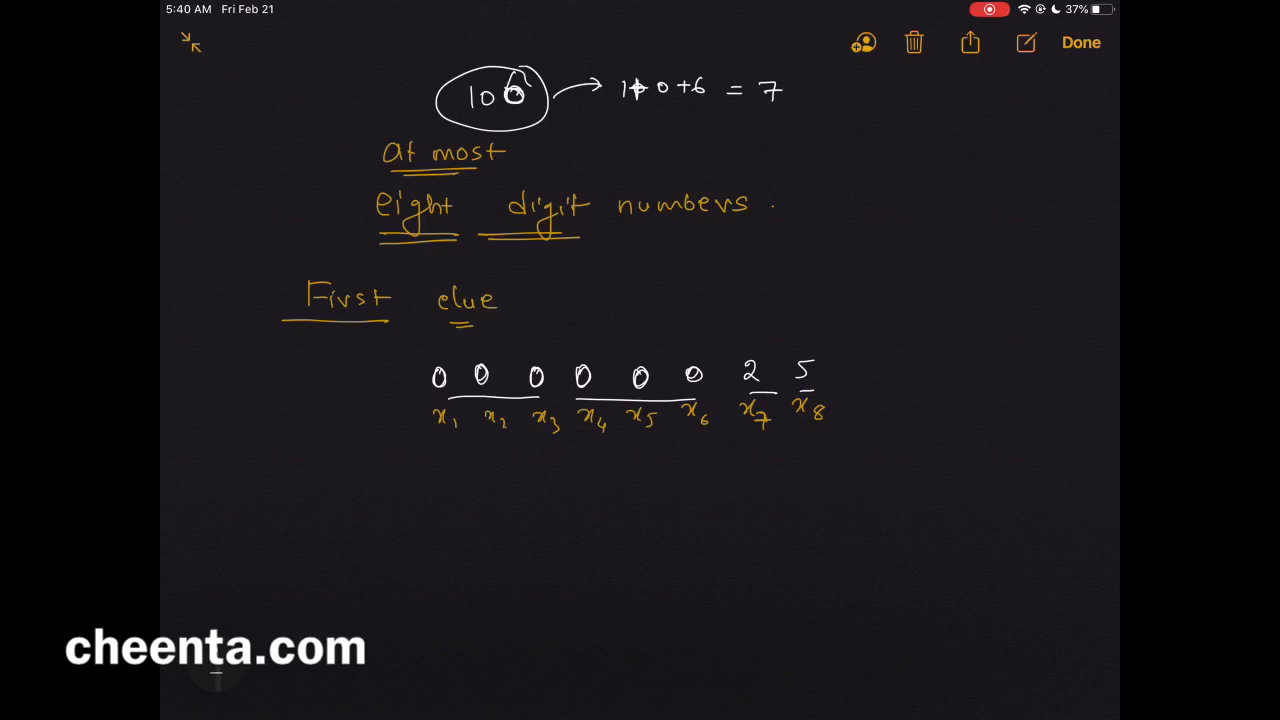 5:40 AM Fri Feb 21
37%
Done
10 → 1+ 0 + 6 = 7
at most
eight digit numbers.
First clue
0 0 0 0 0 0 2 5
x₁ x₂ x₃ x₄ x₅ x₆ x₇ x₈
cheenta.com